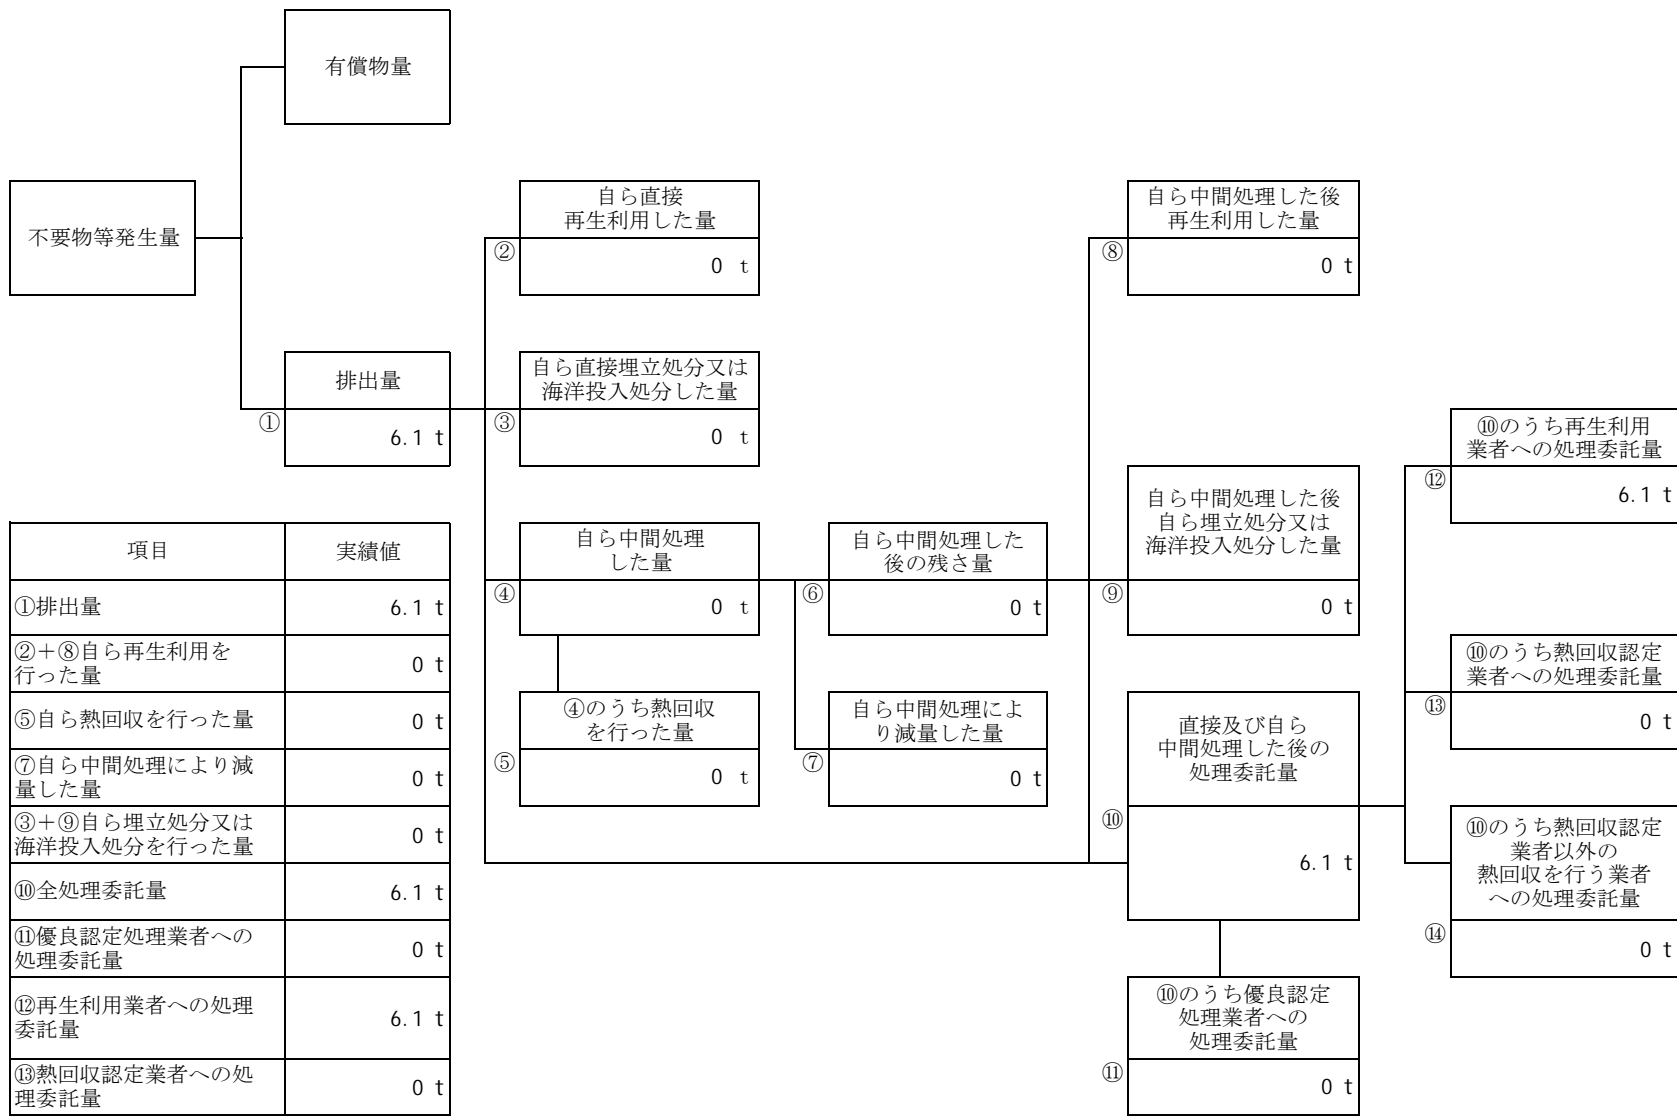 有償物量
不要物等発生量
自ら直接
再生利用した量
②
0 t
自ら中間処理した後
再生利用した量
⑧
0 t
排出量
①
6.1 t
自ら直接埋立処分又は
海洋投入処分した量
③
0 t
⑩のうち再生利用
業者への処理委託量
⑫
6.1 t
自ら中間処理した後
自ら埋立処分又は
海洋投入処分した量
⑨
0 t
自ら中間処理
した量
④
0 t
自ら中間処理した
後の残さ量
⑥
0 t
⑩のうち熱回収認定
業者への処理委託量
⑬
0 t
④のうち熱回収
を行った量
⑤
0 t
自ら中間処理によ
り減量した量
⑦
0 t
直接及び自ら
中間処理した後の
処理委託量
⑩
6.1 t
⑩のうち熱回収認定
業者以外の
熱回収を行う業者
への処理委託量
⑭
0 t
⑩のうち優良認定
処理業者への
処理委託量
⑪
0 t
項目 実績値
①排出量 6.1 t
②+⑧自ら再生利用を
行った量 0 t
⑤自ら熱回収を行った量 0 t
⑦自ら中間処理により減
量した量 0 t
③+⑨自ら埋立処分又は
海洋投入処分を行った量 0 t
⑩全処理委託量 6.1 t
⑪優良認定処理業者への
処理委託量 0 t
⑫再生利用業者への処理
委託量 6.1 t
⑬熱回収認定業者への処
理委託量 0 t